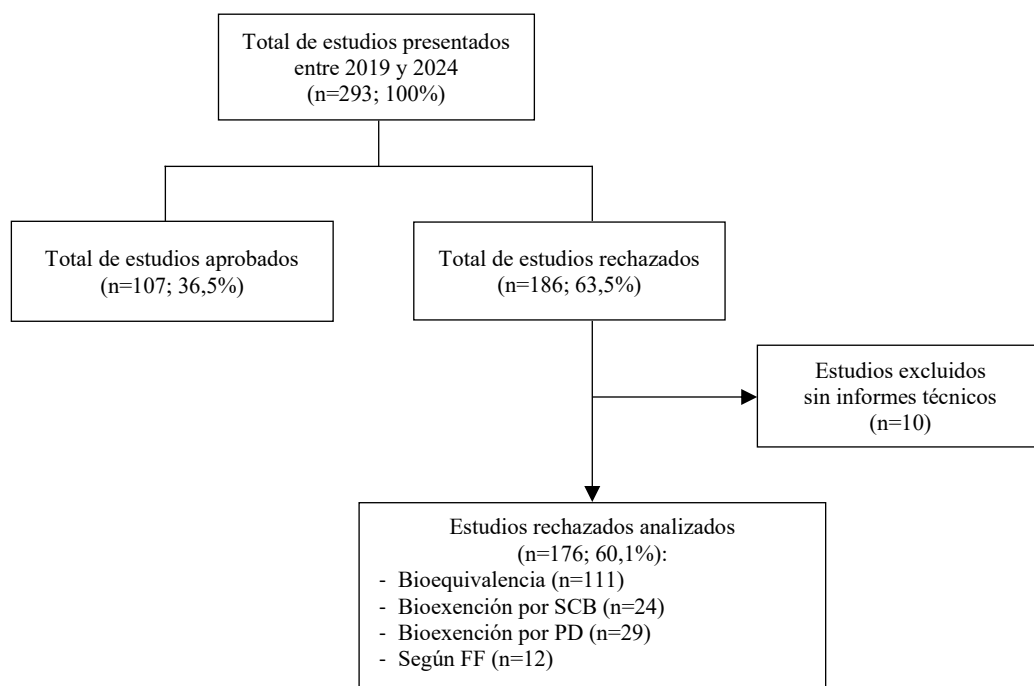 Total de estudios presentados
entre 2019 y 2024
(n=293; 100%)
Total de estudios aprobados
(n=107; 36,5%)
Total de estudios rechazados
(n=186; 63,5%)
Estudios excluidos
sin informes técnicos
(n=10)
Estudios rechazados analizados
(n=176; 60,1%):
- Bioequivalencia (n=111)
- Bioexención por SCB (n=24)
- Bioexención por PD (n=29)
- Según FF (n=12)